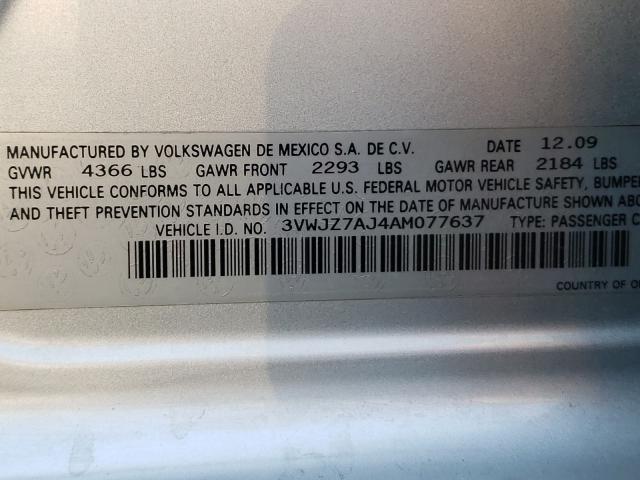 MANUFACTURED BY VOLKSWAGEN DE MEXICO S.A. DE C.V. DATE 12.09
GVWR 4366 LBS GAWR FRONT 2293 LBS GAWR REAR 2184 LBS
THIS VEHICLE CONFORMS TO ALL APPLICABLE U.S. FEDERAL MOTOR VEHICLE SAFETY, BUMPE
AND THEFT PREVENTION STANDARDS IN EFFECT ON THE DATE OF MANUFACTURE SHOWN ABO
VEHICLE I.D. NO. 3VWJZ7AJ4AM077637 TYPE: PASSENGER C
COUNTRY OF O